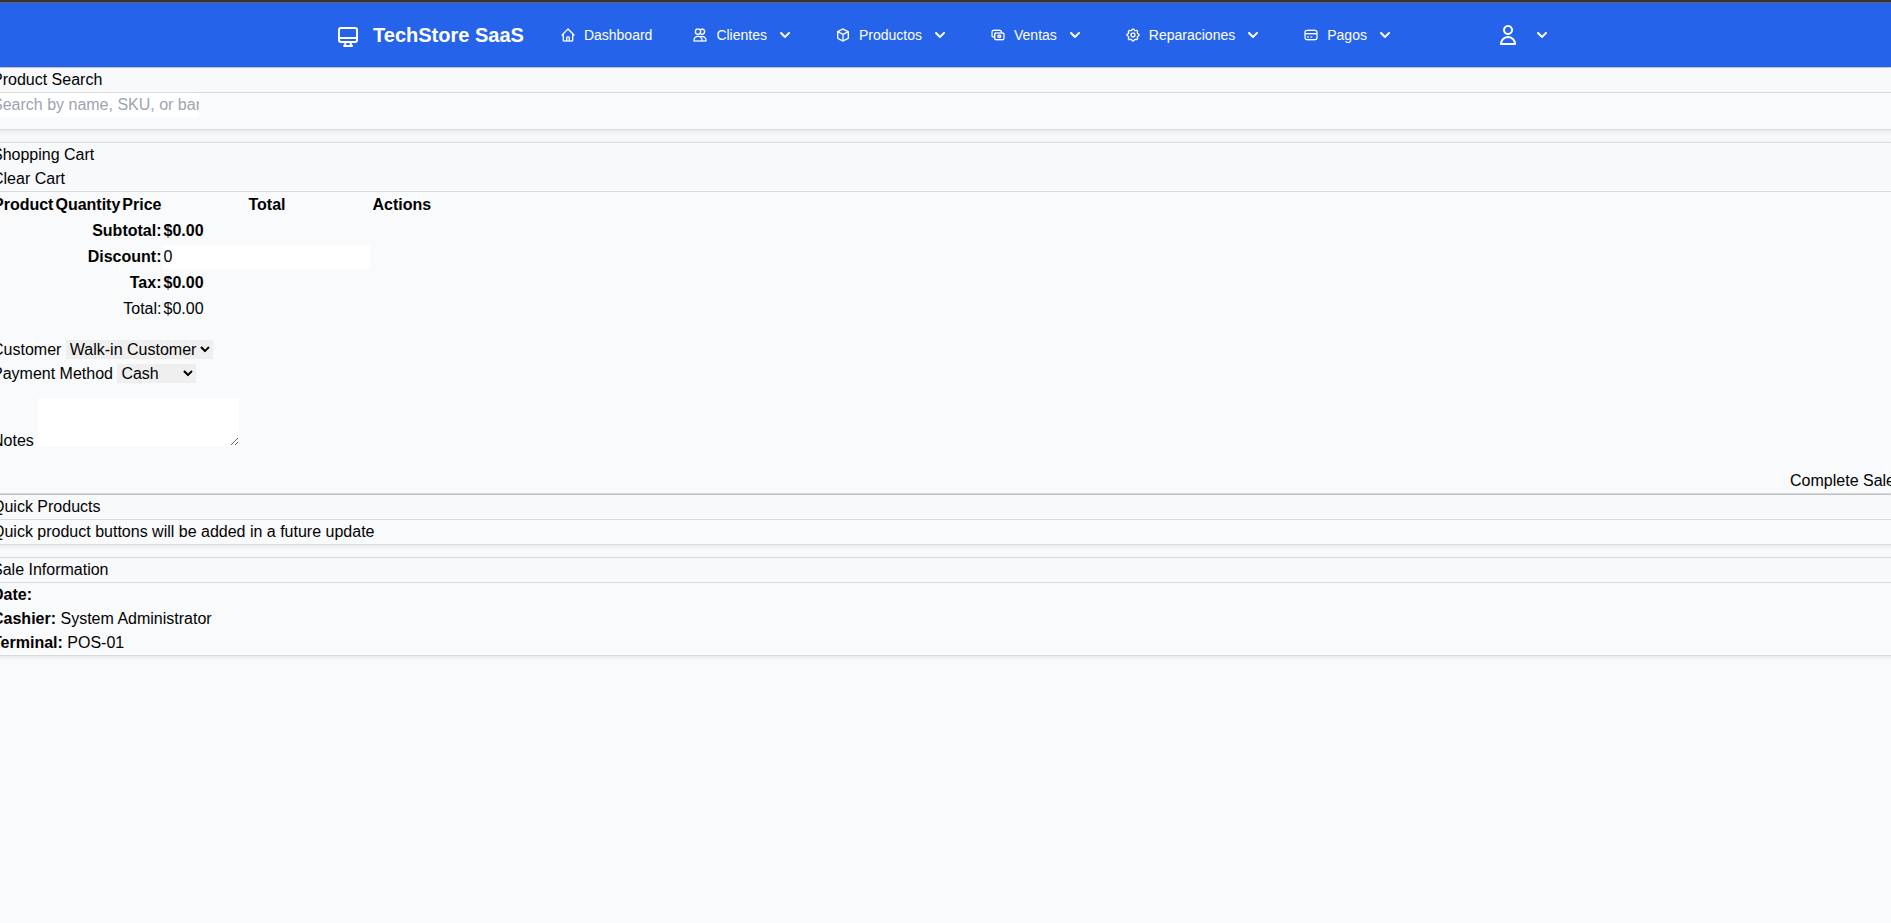 TechStore SaaS Dashboard Clientes Productos Ventas Reparaciones Pagos
Product Search
Search by name, SKU, or bar
Shopping Cart
Clear Cart
Product Quantity Price Total Actions
Subtotal: $0.00
Discount: 0
Tax: $0.00
Total: $0.00
Customer Walk-in Customer
Payment Method Cash
Notes
Complete Sale
Quick Products
Quick product buttons will be added in a future update
Sale Information
Date:
Cashier: System Administrator
Terminal: POS-01